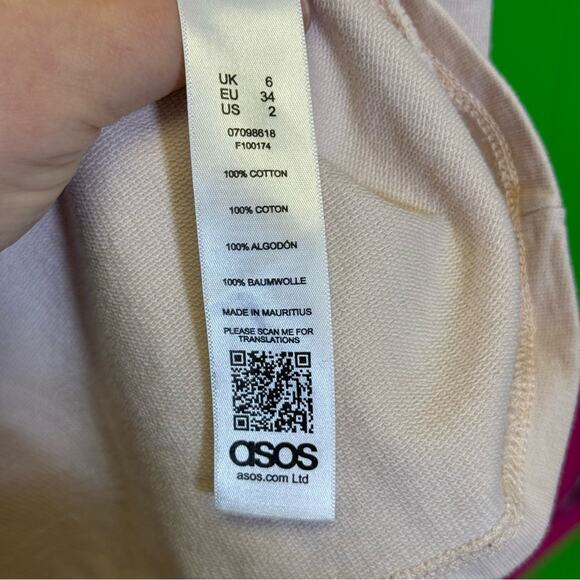 UK 6
EU 34
US 2
07098618
F100174
100% COTTON
100% COTON
100% ALGODÓN
100% BAUMWOLLE
MADE IN MAURITIUS
PLEASE SCAN ME FOR
TRANSLATIONS
asos
asos.com Ltd